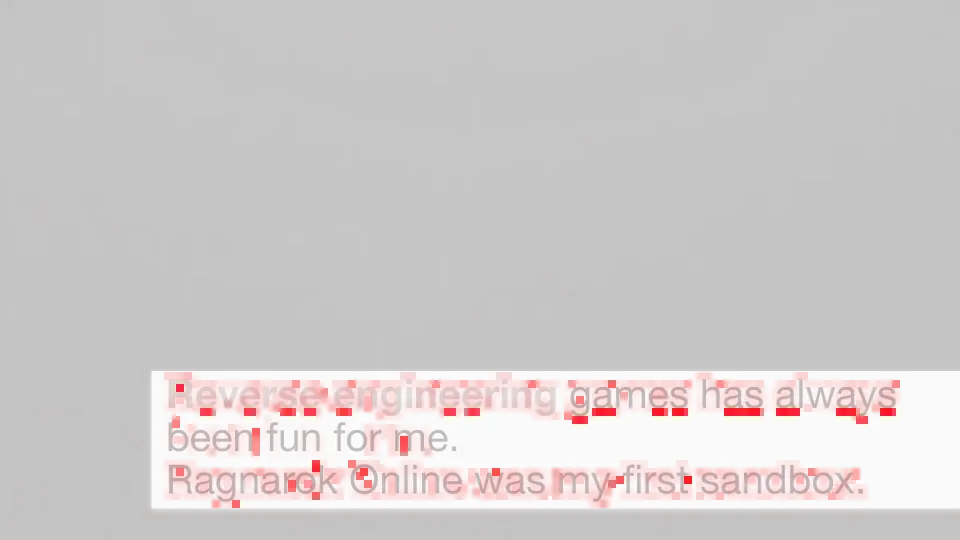 Reverse engineering games has always
been fun for me.
Ragnarok Online was my first sandbox.